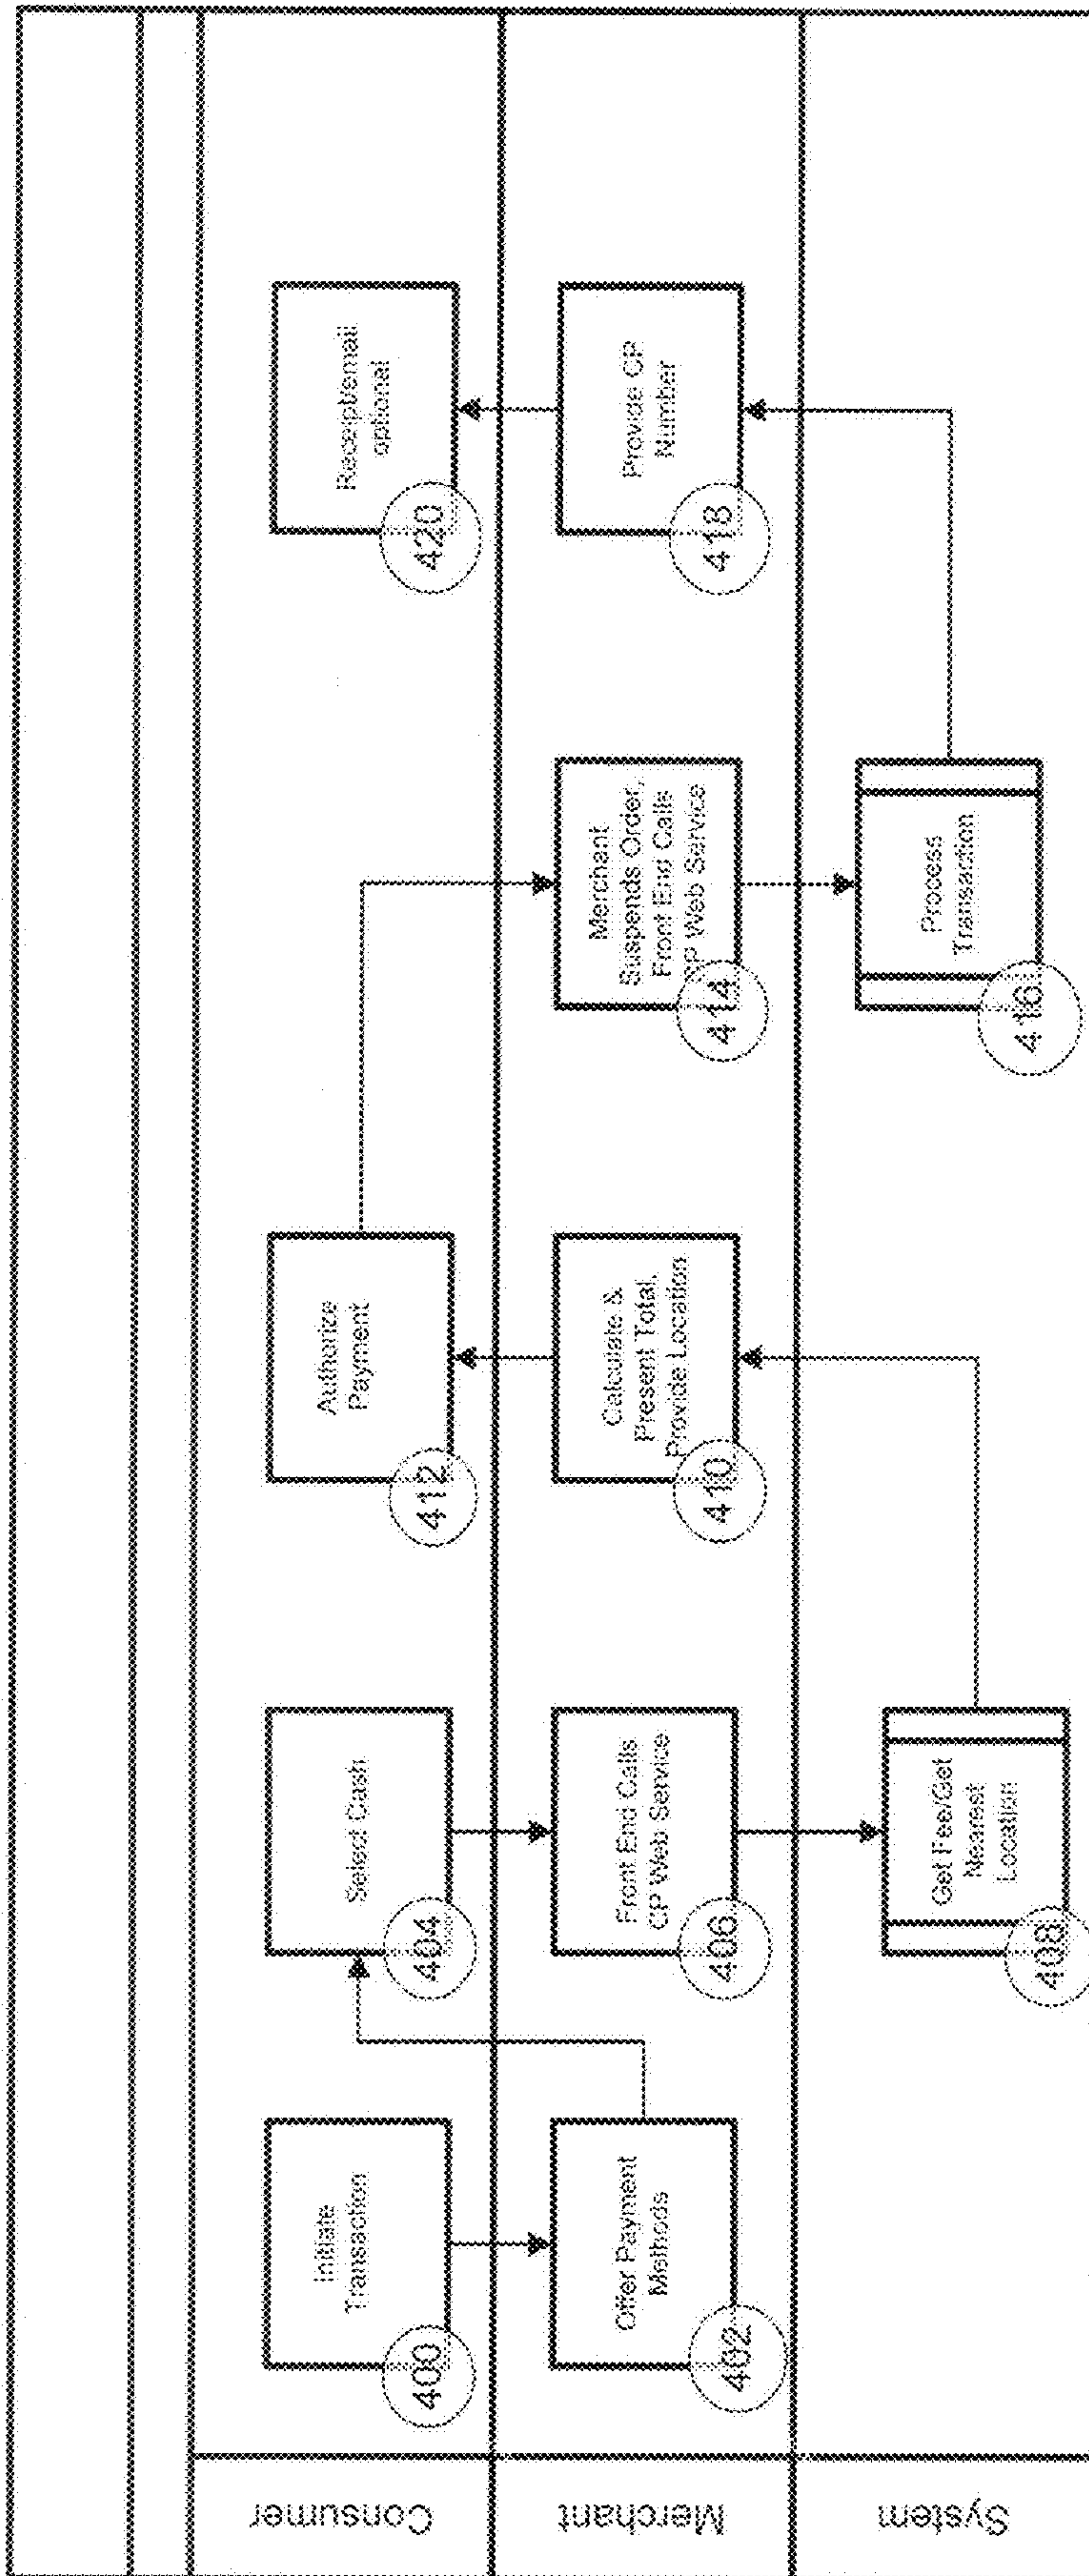 Consumer
Initiate
Transaction
400
Select Cash
404
Authorize
Payment
412
Receipt/email
optional
420
Merchant
Offer Payment
Methods
402
Front End Calls
CP Web Service
406
Calculate &
Present Total,
Provide Location
410
Merchant
Suspends Order,
Front End Calls
CP Web Service
414
Provide CP
Number
418
System
Get Fee/Get
Nearest
Location
408
Process
Transaction
416